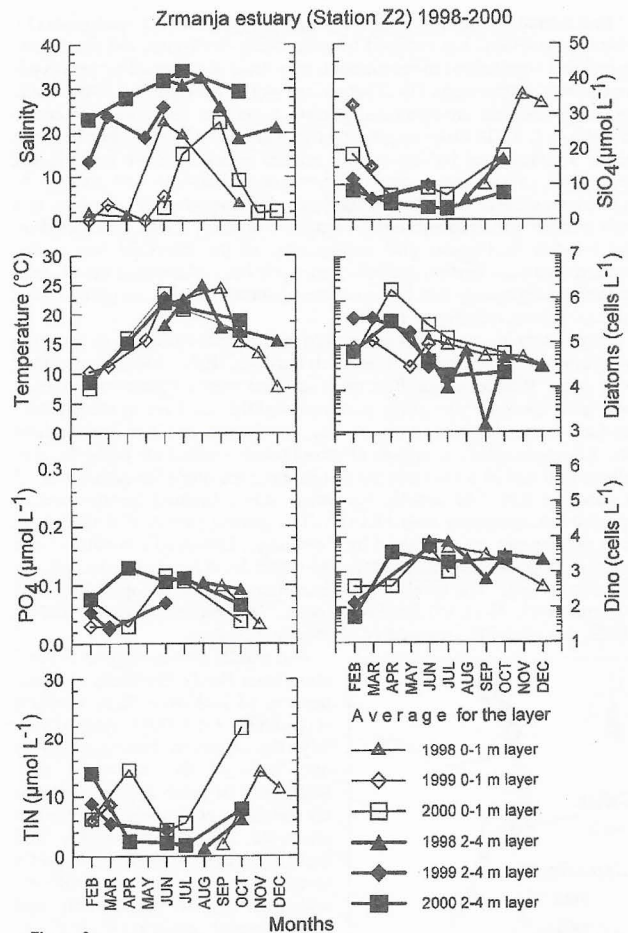 Zrmanja estuary (Station Z2) 1998-2000
Salinity
40
30
20
10
0
SiO4(µmol L-1)
50
40
30
20
10
0
Temperature (°C)
30
25
20
15
10
5
0
Diatoms (cells L-1)
7
6
5
4
3
PO4 (µmol L-1)
0.3
0.2
0.1
0.0
Dino (cells L-1)
6
5
4
3
2
1
FEB
MAR
APR
MAY
JUN
JUL
AUG
SEP
OCT
NOV
DEC
TIN (µmol L-1)
30
20
10
0
FEB
MAR
APR
MAY
JUN
JUL
AUG
SEP
OCT
NOV
DEC
Months
Average for the layer
1998 0-1 m layer
1999 0-1 m layer
2000 0-1 m layer
1998 2-4 m layer
1999 2-4 m layer
2000 2-4 m layer